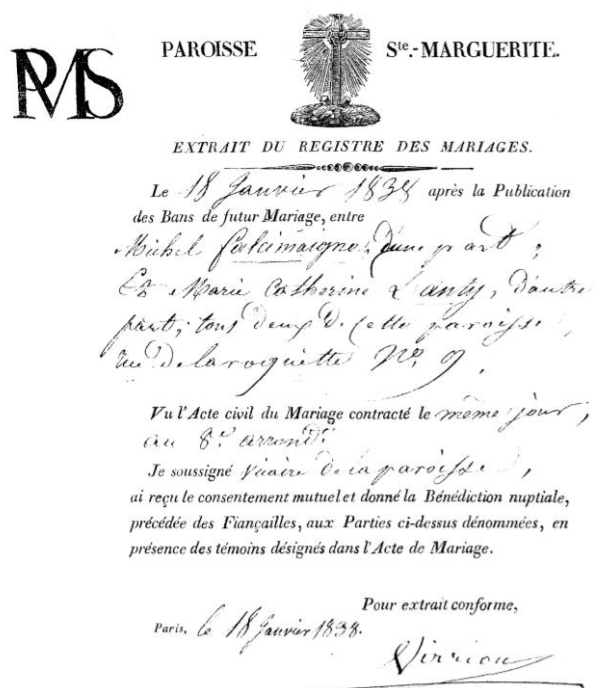 PMS
PAROISSE Ste.-MARGUERITE.
EXTRAIT DU REGISTRE DES MARIAGES.
Le 18 Janvier 1838 après la Publication
des Bans de futur Mariage, entre
Michel d'une part;
Et Marie Catherine Lanty, d'autre
part, tous deux de cette paroisse,
rue de la roquette No. 9.
Vu l'Acte civil du Mariage contracté le même jour,
au 8e. arrondt.
Je soussigné Vicaire de la paroisse,
ai reçu le consentement mutuel et donné la Bénédiction nuptiale,
précédée des Fiançailles, aux Parties ci-dessus dénommées, en
présence des témoins désignés dans l'Acte de Mariage.
Pour extrait conforme,
Paris, le 18 Janvier 1838.
Virriou